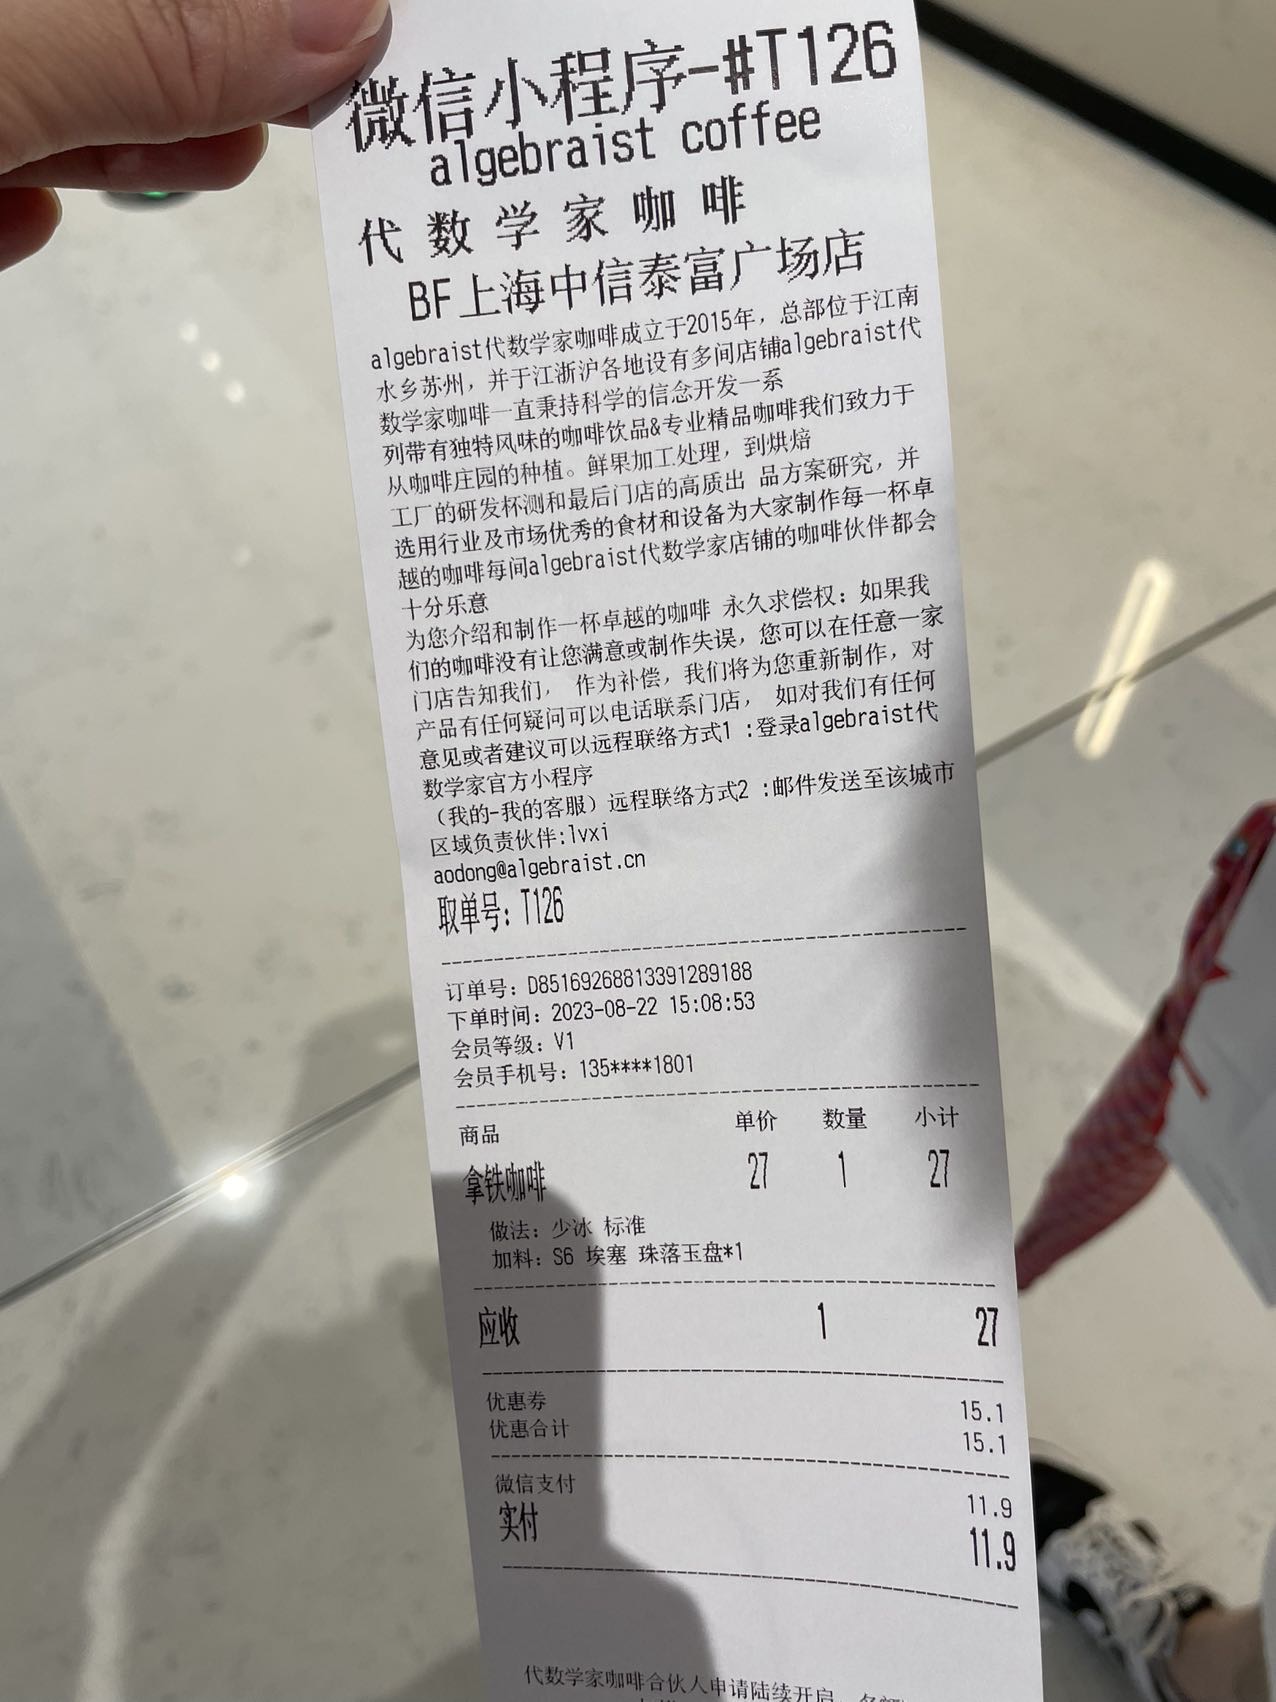 微信小程序-#T126
algebraist coffee
代数学家咖啡
BF上海中信泰富广场店
algebraist代数学家咖啡成立于2015年，总部位于江南
水乡苏州，并于江浙沪各地设有多间店铺algebraist代
数学家咖啡一直秉持科学的信念开发一系
列带有独特风味的咖啡饮品&专业精品咖啡我们致力于
从咖啡庄园的种植。鲜果加工处理，到烘焙
工厂的研发杯测和最后门店的高质出 品方案研究，并
选用行业及市场优秀的食材和设备为大家制作每一杯卓
越的咖啡每间algebraist代数学家店铺的咖啡伙伴都会
十分乐意
为您介绍和制作一杯卓越的咖啡 永久求偿权：如果我
们的咖啡没有让您满意或制作失误，您可以在任意一家
门店告知我们， 作为补偿，我们将为您重新制作，对
产品有任何疑问可以电话联系门店， 如对我们有任何
意见或者建议可以远程联络方式1 :登录algebraist代
数学家官方小程序
（我的-我的客服）远程联络方式2 :邮件发送至该城市
区域负责伙伴:lvxi
aodong@algebraist.cn
取单号：T126
订单号：D85169268813391289188
下单时间：2023-08-22 15:08:53
会员等级：V1
会员手机号：135****1801
商品 单价 数量 小计
拿铁咖啡 27 1 27
做法：少冰 标准
加料：S6 埃塞 珠落玉盘*1
应收 1 27
优惠券 15.1
优惠合计 15.1
微信支付 11.9
实付 11.9
代数学家咖啡合伙人申请陆续开启，